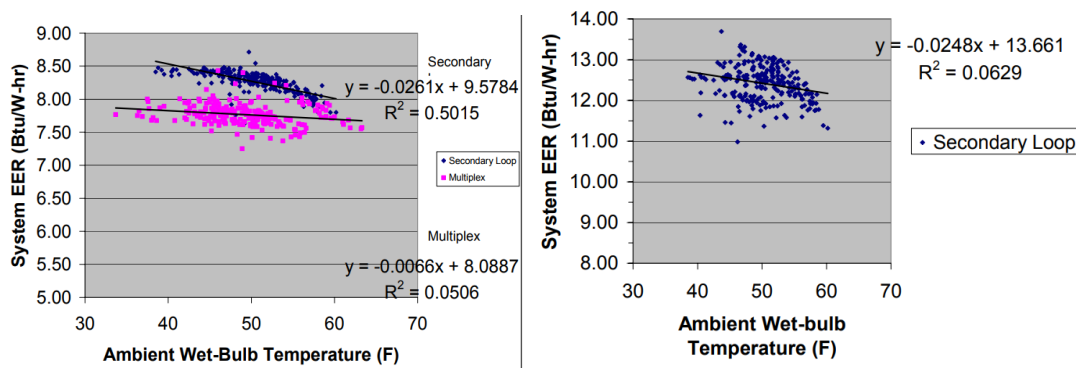 System EER (Btu/W-hr)
9.00
8.50
8.00
7.50
7.00
6.50
6.00
5.50
5.00
30 40 50 60 70
Ambient Wet-Bulb Temperature (F)
Secondary
y = -0.0261x + 9.5784
R² = 0.5015
Secondary Loop
Multiplex
Multiplex
y = -0.0066x + 8.0887
R² = 0.0506
System EER (Btu/W-hr)
14.00
13.00
12.00
11.00
10.00
9.00
8.00
30 40 50 60 70
Ambient Wet-bulb
Temperature (F)
y = -0.0248x + 13.661
R² = 0.0629
Secondary Loop